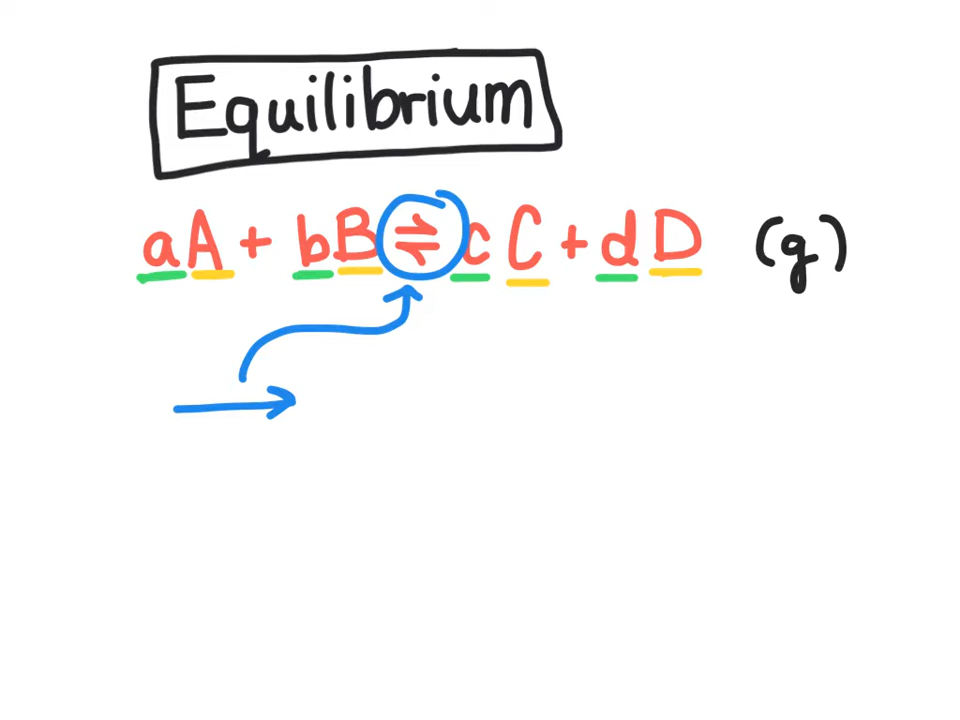 Equilibrium
aA + bB ⇌ cC + dD (g)